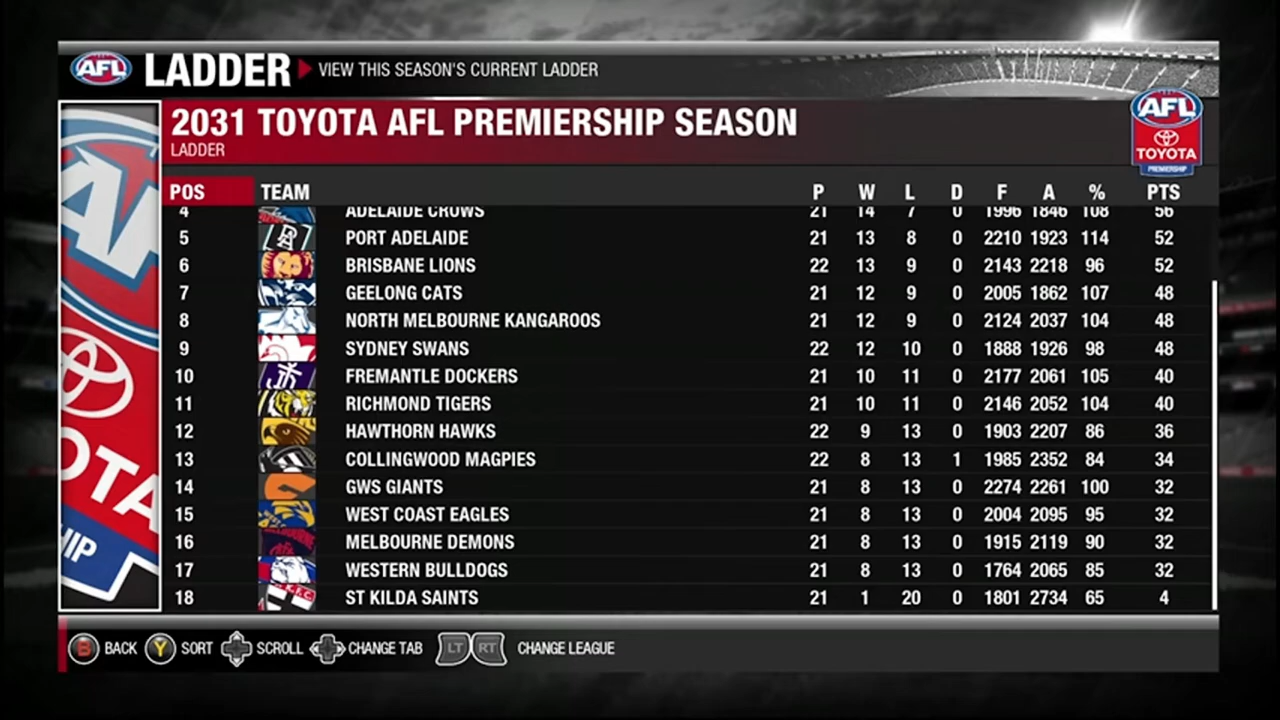 AFL LADDER VIEW THIS SEASON'S CURRENT LADDER
2031 TOYOTA AFL PREMIERSHIP SEASON
LADDER
AFL
TOYOTA
PREMIERSHIP
POS TEAM P W L D F A % PTS
4 ADELAIDE CROWS 21 14 7 0 1996 1846 108 56
5 PORT ADELAIDE 21 13 8 0 2210 1923 114 52
6 BRISBANE LIONS 22 13 9 0 2143 2218 96 52
7 GEELONG CATS 21 12 9 0 2005 1862 107 48
8 NORTH MELBOURNE KANGAROOS 21 12 9 0 2124 2037 104 48
9 SYDNEY SWANS 22 12 10 0 1888 1926 98 48
10 FREMANTLE DOCKERS 21 10 11 0 2177 2061 105 40
11 RICHMOND TIGERS 21 10 11 0 2146 2052 104 40
12 HAWTHORN HAWKS 22 9 13 0 1903 2207 86 36
13 COLLINGWOOD MAGPIES 22 8 13 1 1985 2352 84 34
14 GWS GIANTS 21 8 13 0 2274 2261 100 32
15 WEST COAST EAGLES 21 8 13 0 2004 2095 95 32
16 MELBOURNE DEMONS 21 8 13 0 1915 2119 90 32
17 WESTERN BULLDOGS 21 8 13 0 1764 2065 85 32
18 ST KILDA SAINTS 21 1 20 0 1801 2734 65 4
B BACK Y SORT SCROLL CHANGE TAB LT RT CHANGE LEAGUE